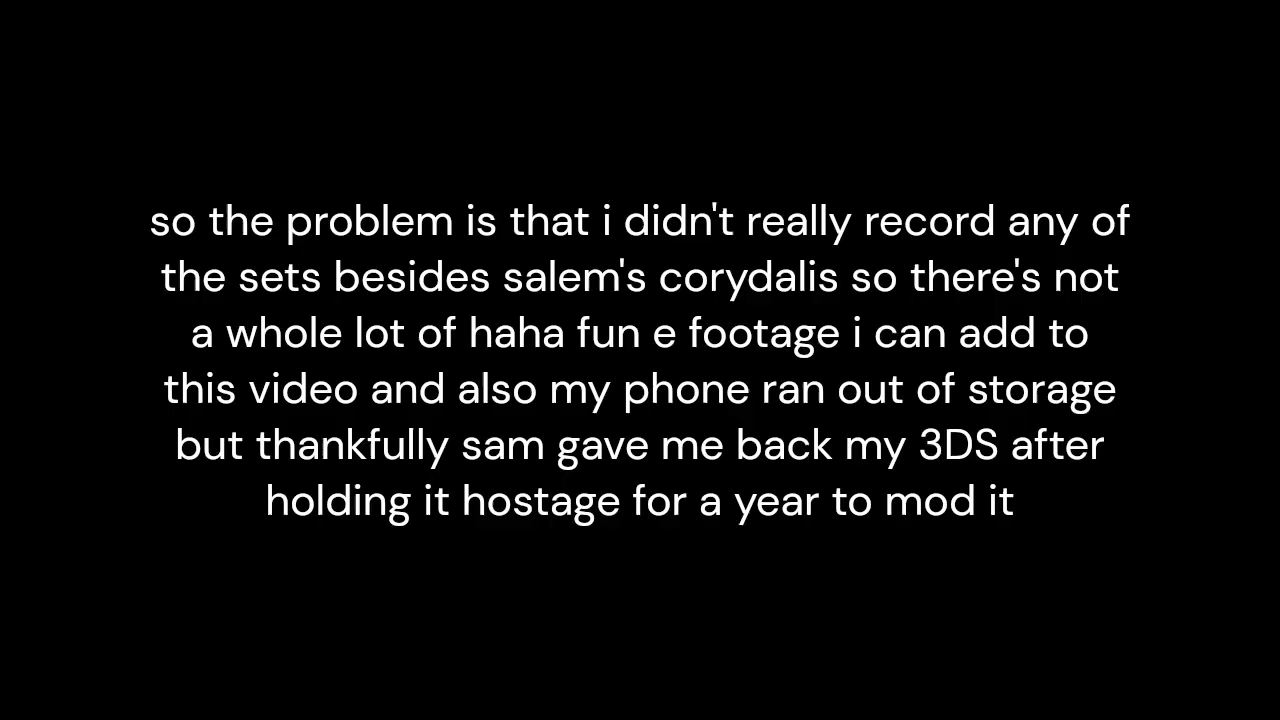 so the problem is that i didn't really record any of
the sets besides salem's corydalis so there's not
a whole lot of haha fun e footage i can add to
this video and also my phone ran out of storage
but thankfully sam gave me back my 3DS after
holding it hostage for a year to mod it